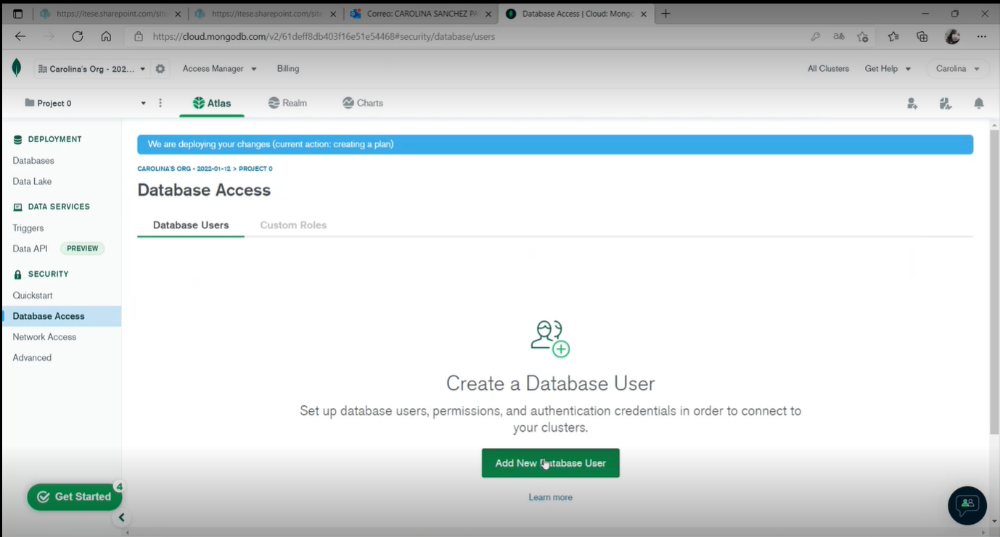 https://itese.sharepoint.com/site
https://itese.sharepoint.com/site
Correo: CAROLINA SANCHEZ PA
Database Access | Cloud: Mongo
https://cloud.mongodb.com/v2/61deff8db403f16e51e54468#security/database/users
Carolina's Org - 202...
Access Manager
Billing
All Clusters
Get Help
Carolina
Project 0
Atlas
Realm
Charts
DEPLOYMENT
Databases
Data Lake
DATA SERVICES
Triggers
Data API
PREVIEW
SECURITY
Quickstart
Database Access
Network Access
Advanced
Get Started
4
We are deploying your changes (current action: creating a plan)
CAROLINA'S ORG - 2022-01-12 > PROJECT 0
Database Access
Database Users
Custom Roles
Create a Database User
Set up database users, permissions, and authentication credentials in order to connect to
your clusters.
Add New Database User
Learn more